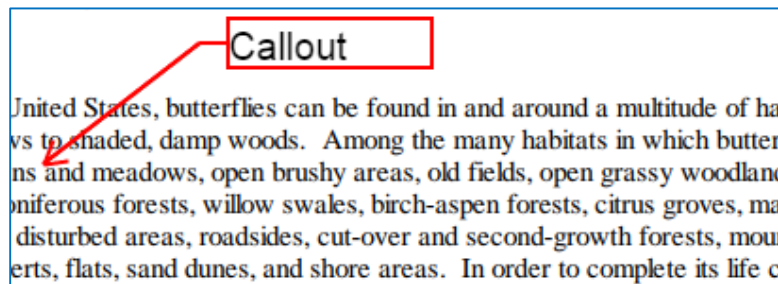 Callout
United States, butterflies can be found in and around a multitude of ha
ws to shaded, damp woods.  Among the many habitats in which butter
ns and meadows, open brushy areas, old fields, open grassy woodland
oniferous forests, willow swales, birch-aspen forests, citrus groves, ma
disturbed areas, roadsides, cut-over and second-growth forests, moun
erts, flats, sand dunes, and shore areas.  In order to complete its life c